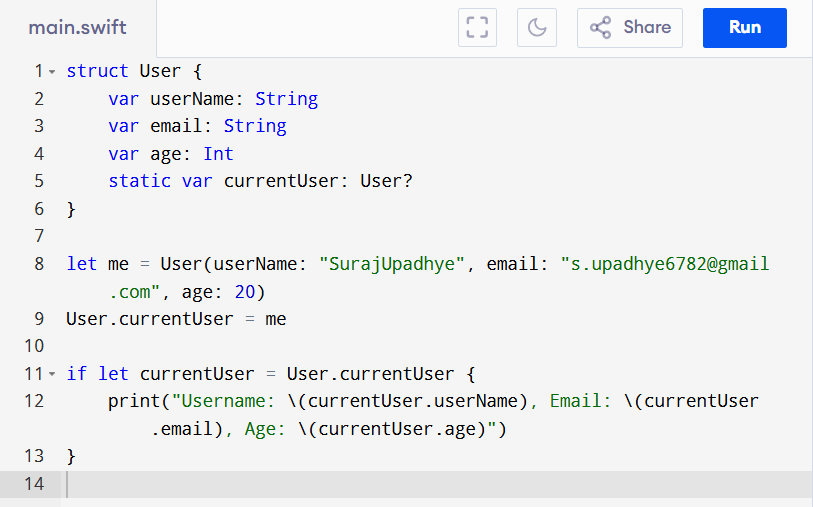 main.swift Share Run
1 struct User {
2 var userName: String
3 var email: String
4 var age: Int
5 static var currentUser: User?
6 }
7
8 let me = User(userName: "SurajUpadhye", email: "s.upadhye6782@gmail
.com", age: 20)
9 User.currentUser = me
10
11 if let currentUser = User.currentUser {
12 print("Username: \(currentUser.userName), Email: \(currentUser
.email), Age: \(currentUser.age)")
13 }
14